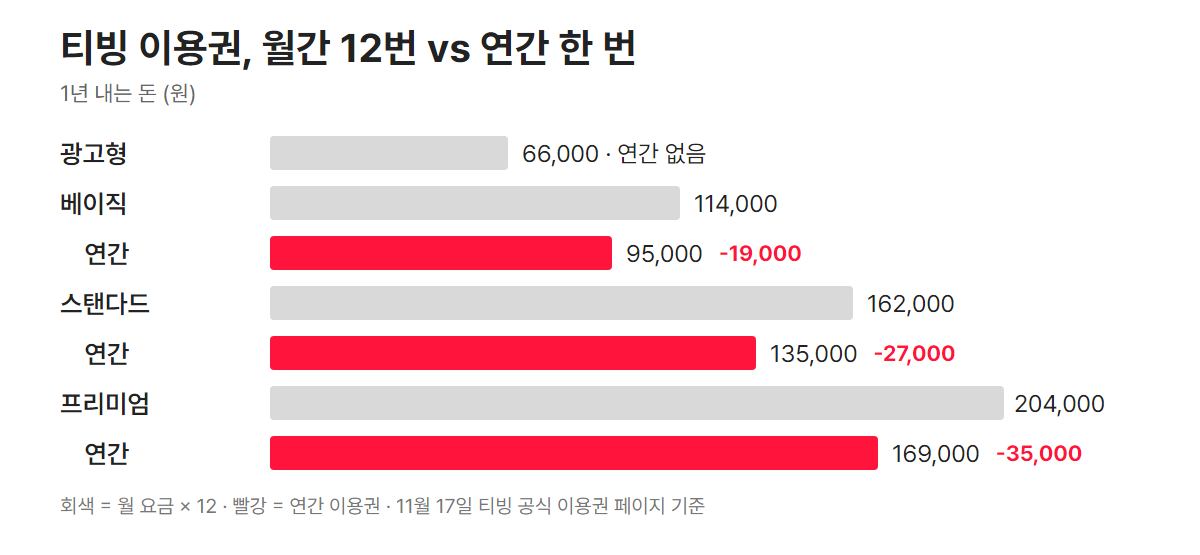 티빙 이용권, 월간 12번 vs 연간 한 번
1년 내는 돈 (원)
광고형 66,000 · 연간 없음
베이직 114,000
연간 95,000 -19,000
스탠다드 162,000
연간 135,000 -27,000
프리미엄 204,000
연간 169,000 -35,000
회색 = 월 요금 × 12 · 빨강 = 연간 이용권 · 11월 17일 티빙 공식 이용권 페이지 기준